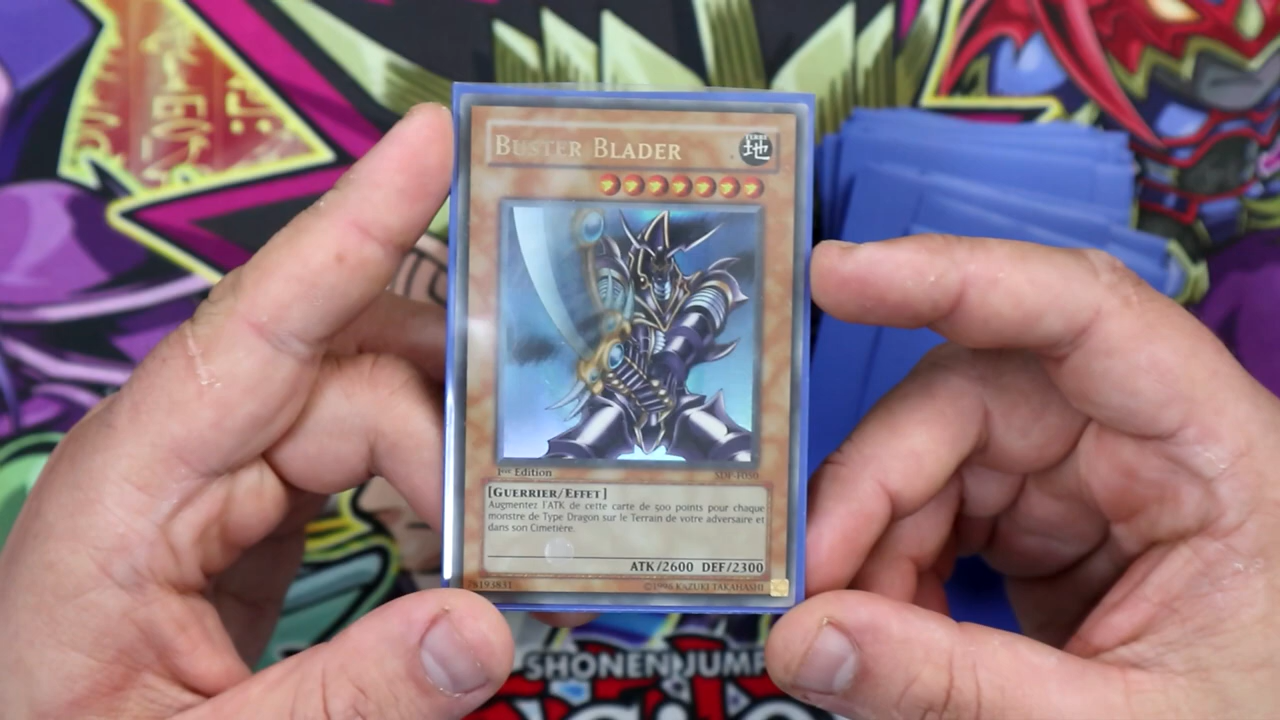 BUSTER BLADER
TERRE
地
1ère Edition
SDF-F050
[GUERRIER/EFFET]
Augmentez l'ATK de cette carte de 500 points pour chaque
monstre de Type Dragon sur le Terrain de votre adversaire et
dans son Cimetière.
ATK/2600 DEF/2300
©1996 KAZUKI TAKAHASHI
SHONEN JUMP